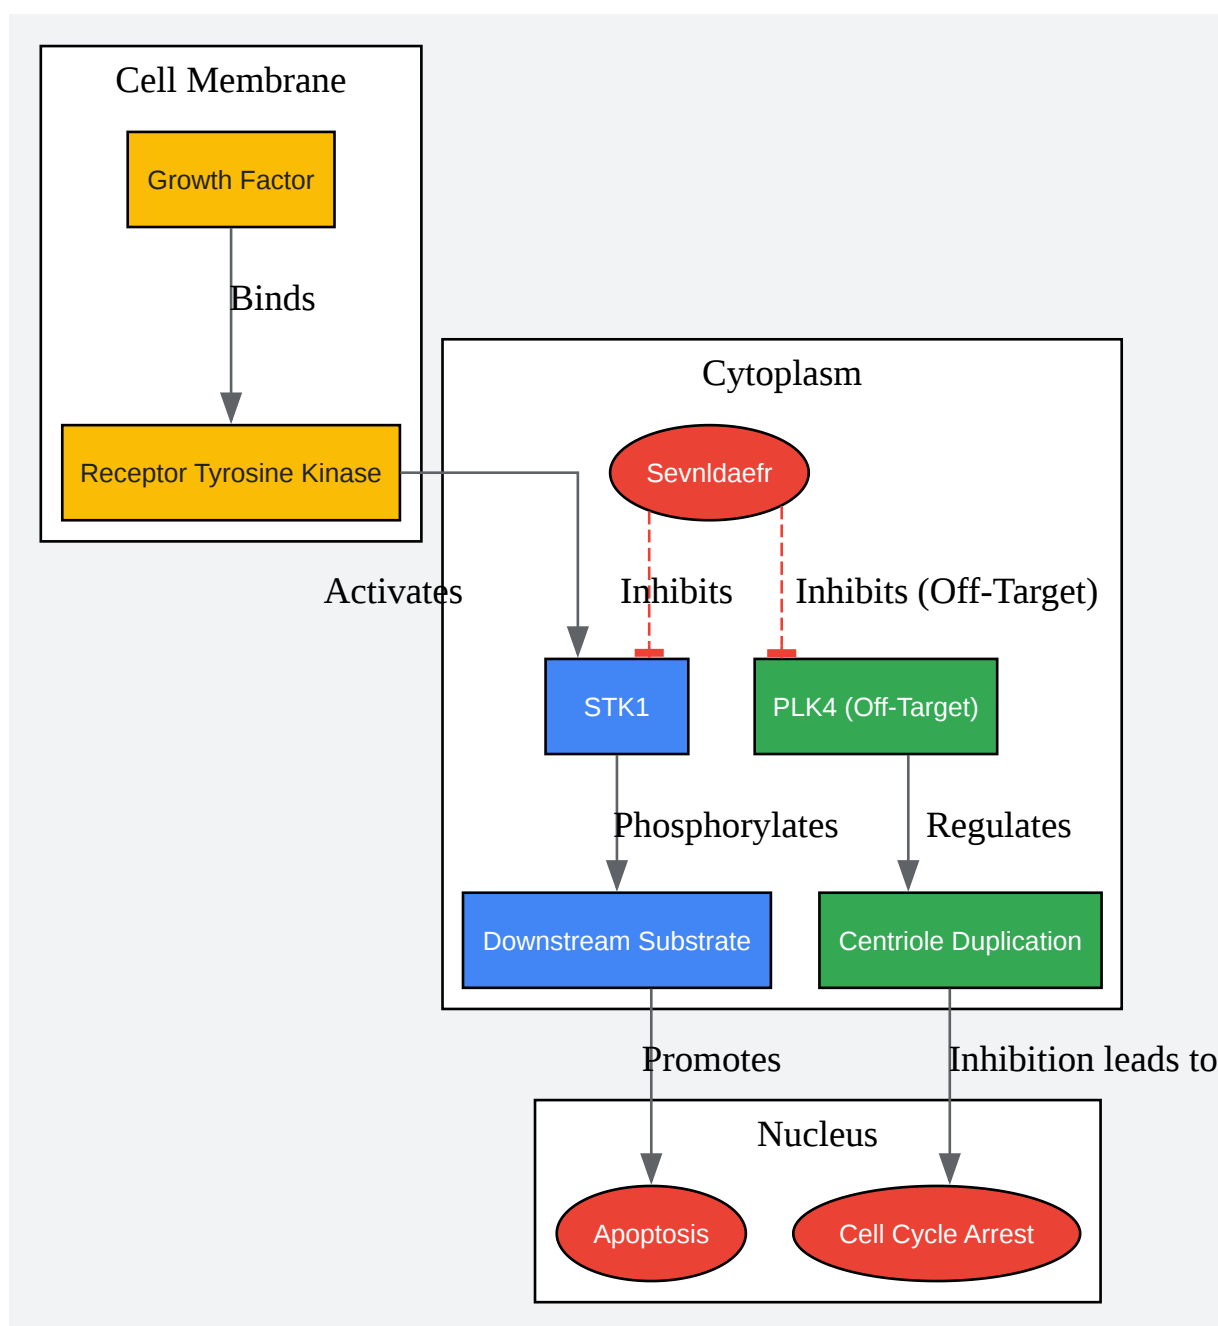 Cell Membrane
Growth Factor
Binds
Receptor Tyrosine Kinase
Cytoplasm
Sevnldaefr
Activates
Inhibits
Inhibits (Off-Target)
STK1
PLK4 (Off-Target)
Phosphorylates
Regulates
Downstream Substrate
Centriole Duplication
Promotes
Inhibition leads to
Nucleus
Apoptosis
Cell Cycle Arrest